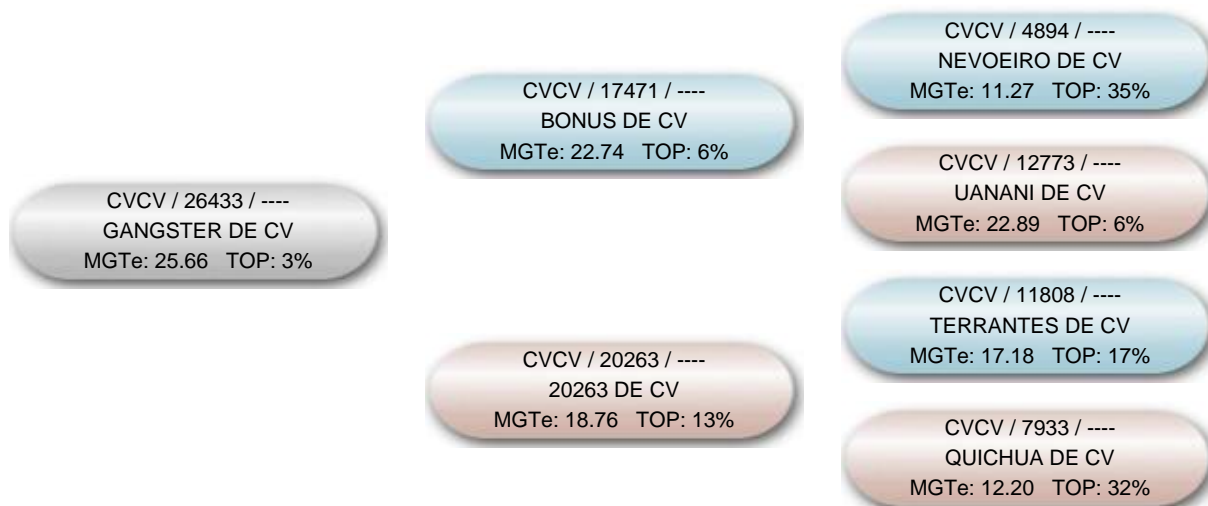 CVCV / 26433 / ----
GANGSTER DE CV
MGTe: 25.66 TOP: 3%
CVCV / 17471 / ----
BONUS DE CV
MGTe: 22.74 TOP: 6%
CVCV / 20263 / ----
20263 DE CV
MGTe: 18.76 TOP: 13%
CVCV / 4894 / ----
NEVOEIRO DE CV
MGTe: 11.27 TOP: 35%
CVCV / 12773 / ----
UANANI DE CV
MGTe: 22.89 TOP: 6%
CVCV / 11808 / ----
TERRANTES DE CV
MGTe: 17.18 TOP: 17%
CVCV / 7933 / ----
QUICHUA DE CV
MGTe: 12.20 TOP: 32%